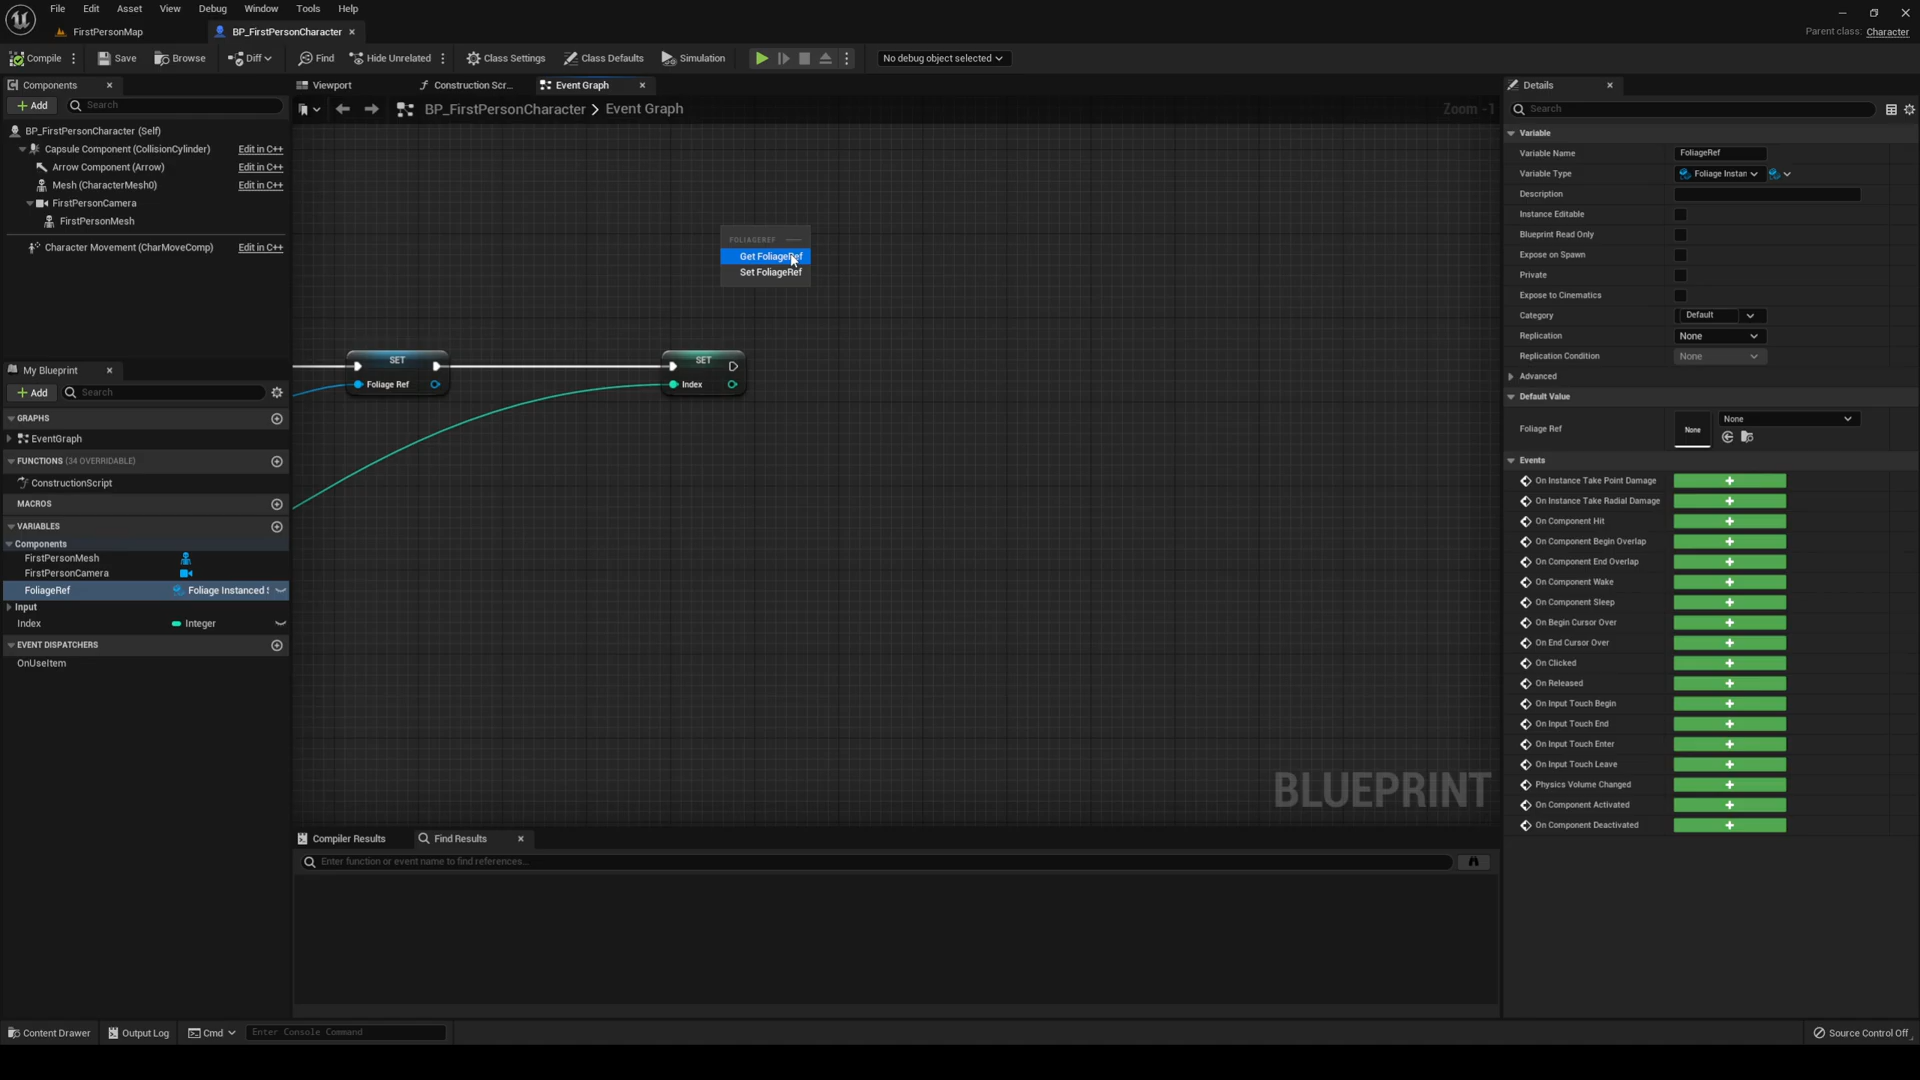 File Edit Asset View Debug Window Tools Help
FirstPersonMap BP_FirstPersonCharacter
Parent class: Character
Compile Save Browse Diff Find Hide Unrelated Class Settings Class Defaults Simulation No debug object selected
Components
Add Search
BP_FirstPersonCharacter (Self)
Capsule Component (CollisionCylinder) Edit in C++
Arrow Component (Arrow) Edit in C++
Mesh (CharacterMesh0) Edit in C++
FirstPersonCamera
FirstPersonMesh
Character Movement (CharMoveComp) Edit in C++
My Blueprint
Add Search
GRAPHS
EventGraph
FUNCTIONS (34 OVERRIDABLE)
ConstructionScript
MACROS
VARIABLES
Components
FirstPersonMesh
FirstPersonCamera
FoliageRef Foliage Instanced S
Input
Index Integer
EVENT DISPATCHERS
OnUseItem
Viewport Construction Scr... Event Graph
BP_FirstPersonCharacter > Event Graph Zoom -1
FOLIAGEREF
Get FoliageRef
Set FoliageRef
SET
Foliage Ref
SET
Index
BLUEPRINT
Compiler Results Find Results
Enter function or event name to find references...
Details
Search
Variable
Variable Name FoliageRef
Variable Type Foliage Instan
Description
Instance Editable
Blueprint Read Only
Expose on Spawn
Private
Expose to Cinematics
Category Default
Replication None
Replication Condition None
Advanced
Default Value
Foliage Ref None None
Events
On Instance Take Point Damage
On Instance Take Radial Damage
On Component Hit
On Component Begin Overlap
On Component End Overlap
On Component Wake
On Component Sleep
On Begin Cursor Over
On End Cursor Over
On Clicked
On Released
On Input Touch Begin
On Input Touch End
On Input Touch Enter
On Input Touch Leave
Physics Volume Changed
On Component Activated
On Component Deactivated
Content Drawer Output Log Cmd Enter Console Command Source Control Off